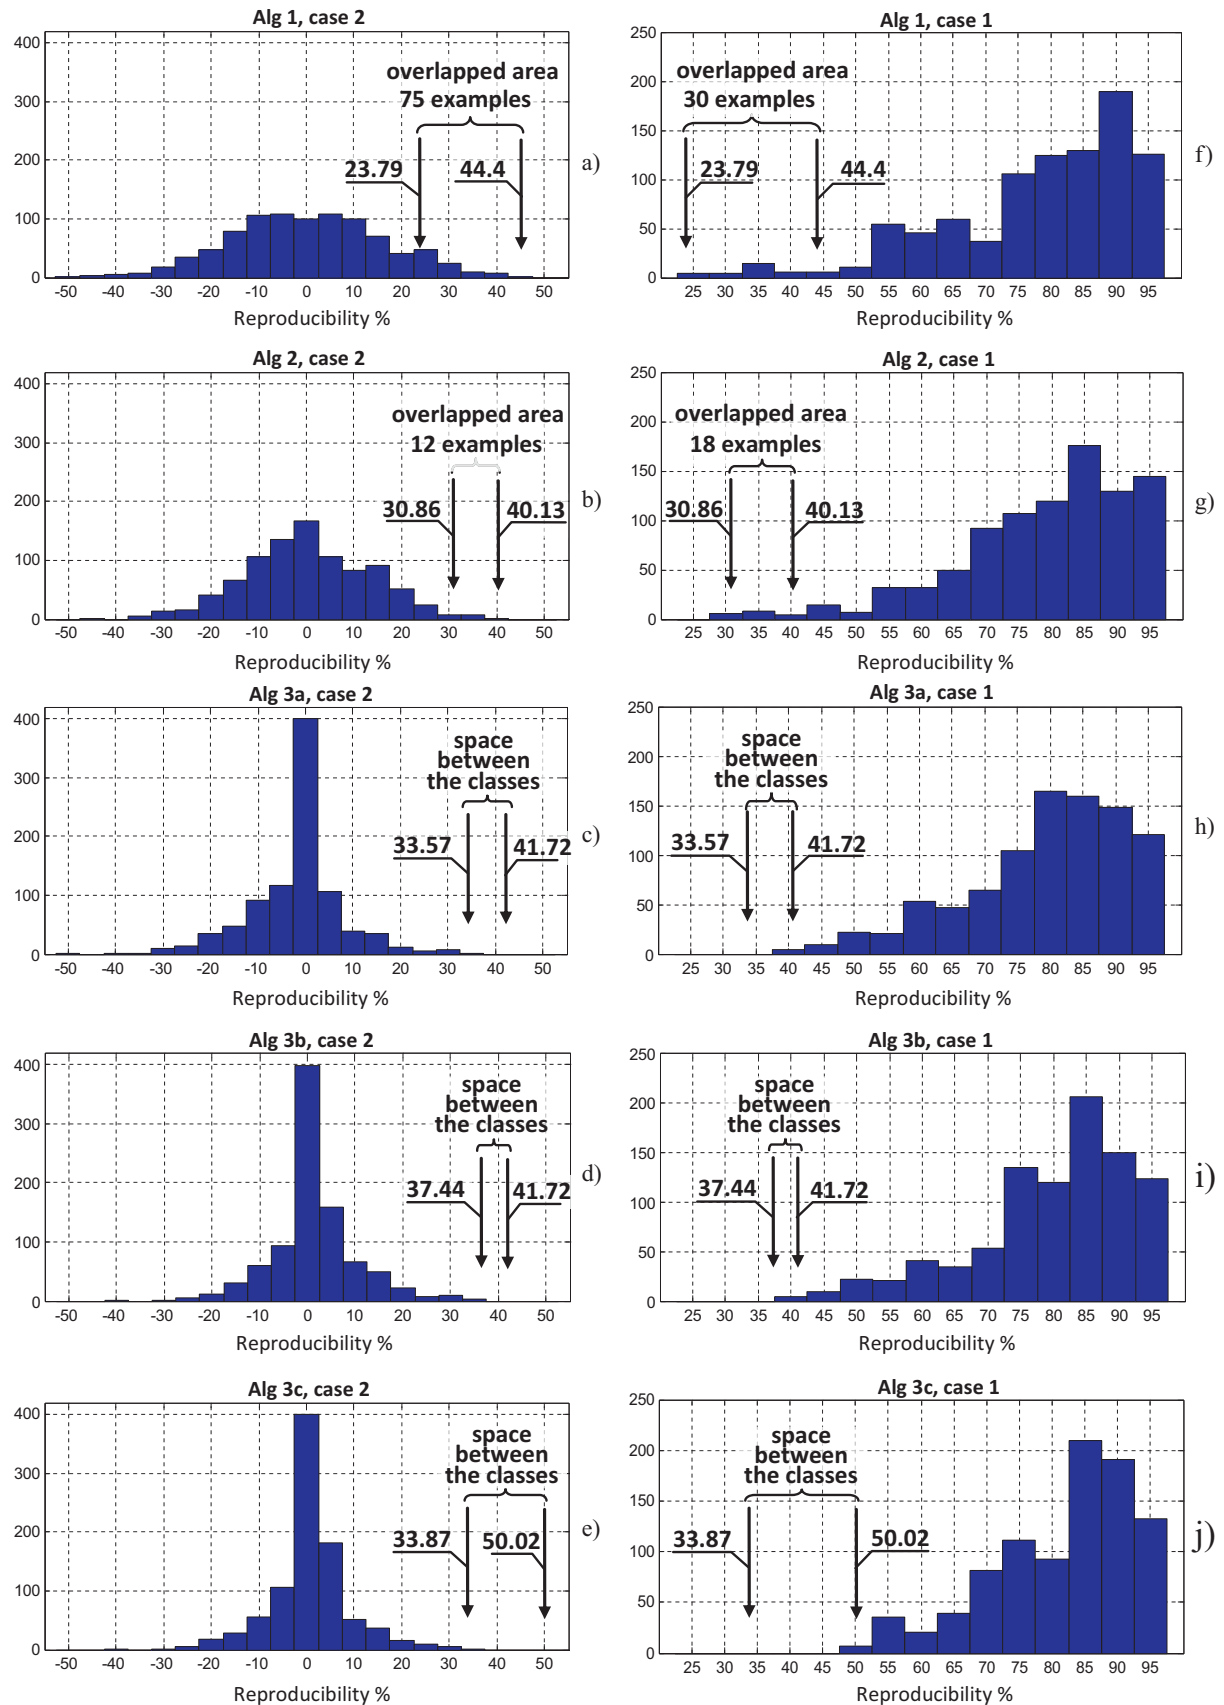 Alg 1, case 2
400
300
200
100
0
overlapped area
75 examples
23.79 44.4
-50 -40 -30 -20 -10 0 10 20 30 40 50
Reproducibility %
a)
Alg 1, case 1
250
200
150
100
50
0
overlapped area
30 examples
23.79 44.4
25 30 35 40 45 50 55 60 65 70 75 80 85 90 95
Reproducibility %
f)
Alg 2, case 2
400
300
200
100
0
overlapped area
12 examples
30.86 40.13
-50 -40 -30 -20 -10 0 10 20 30 40 50
Reproducibility %
b)
Alg 2, case 1
250
200
150
100
50
0
overlapped area
18 examples
30.86 40.13
25 30 35 40 45 50 55 60 65 70 75 80 85 90 95
Reproducibility %
g)
Alg 3a, case 2
400
300
200
100
0
space
between
the classes
33.57 41.72
-50 -40 -30 -20 -10 0 10 20 30 40 50
Reproducibility %
c)
Alg 3a, case 1
250
200
150
100
50
0
space
between
the classes
33.57 41.72
25 30 35 40 45 50 55 60 65 70 75 80 85 90 95
Reproducibility %
h)
Alg 3b, case 2
400
300
200
100
0
space
between
the classes
37.44 41.72
-50 -40 -30 -20 -10 0 10 20 30 40 50
Reproducibility %
d)
Alg 3b, case 1
250
200
150
100
50
0
space
between
the classes
37.44 41.72
25 30 35 40 45 50 55 60 65 70 75 80 85 90 95
Reproducibility %
i)
Alg 3c, case 2
400
300
200
100
0
space
between
the classes
33.87 50.02
-50 -40 -30 -20 -10 0 10 20 30 40 50
Reproducibility %
e)
Alg 3c, case 1
250
200
150
100
50
0
space
between
the classes
33.87 50.02
25 30 35 40 45 50 55 60 65 70 75 80 85 90 95
Reproducibility %
j)